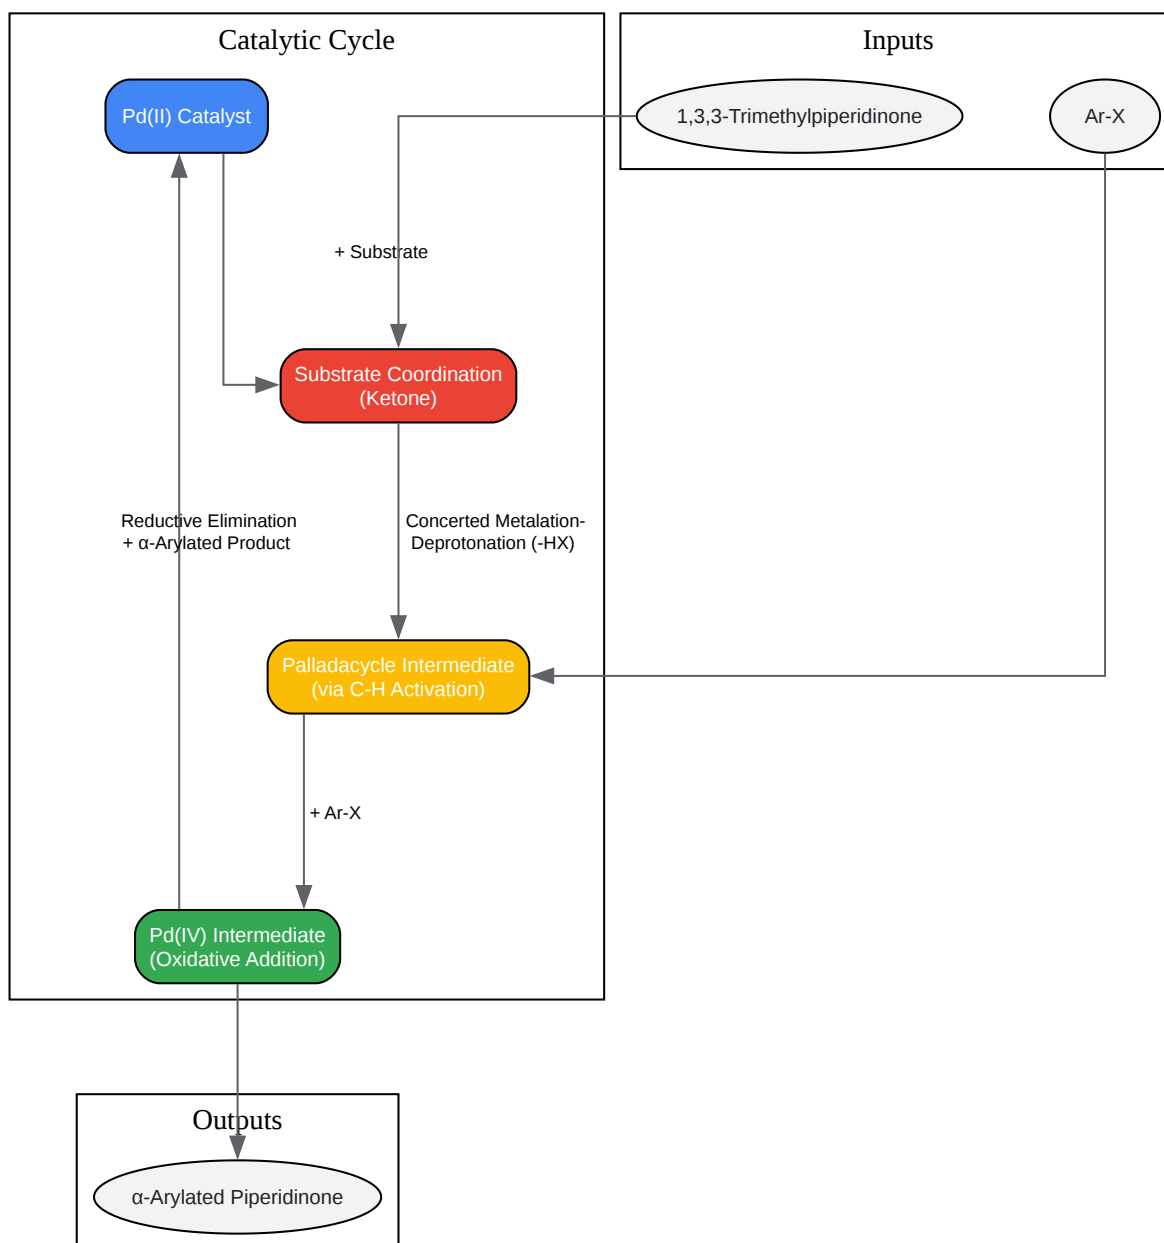 Catalytic Cycle
Inputs
Pd(II) Catalyst
1,3,3-Trimethylpiperidinone
Ar-X
+ Substrate
Substrate Coordination
(Ketone)
Reductive Elimination
+ α-Arylated Product
Concerted Metalation-
Deprotonation (-HX)
Palladacycle Intermediate
(via C-H Activation)
+ Ar-X
Pd(IV) Intermediate
(Oxidative Addition)
Outputs
α-Arylated Piperidinone